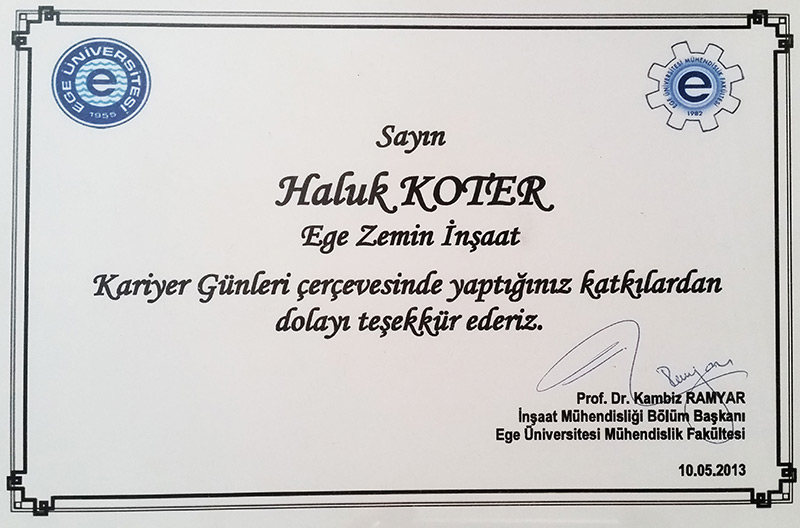 EGE ÜNİVERSİTESİ
1955
e
EGE ÜNİVERSİTESİ MÜHENDİSLİK FAKÜLTESİ
e
1982
Sayın
Haluk KOTER
Ege Zemin İnşaat
Kariyer Günleri çerçevesinde yaptığınız katkılardan
dolayı teşekkür ederiz.
Prof. Dr. Kambiz RAMYAR
İnşaat Mühendisliği Bölüm Başkanı
Ege Üniversitesi Mühendislik Fakültesi
10.05.2013